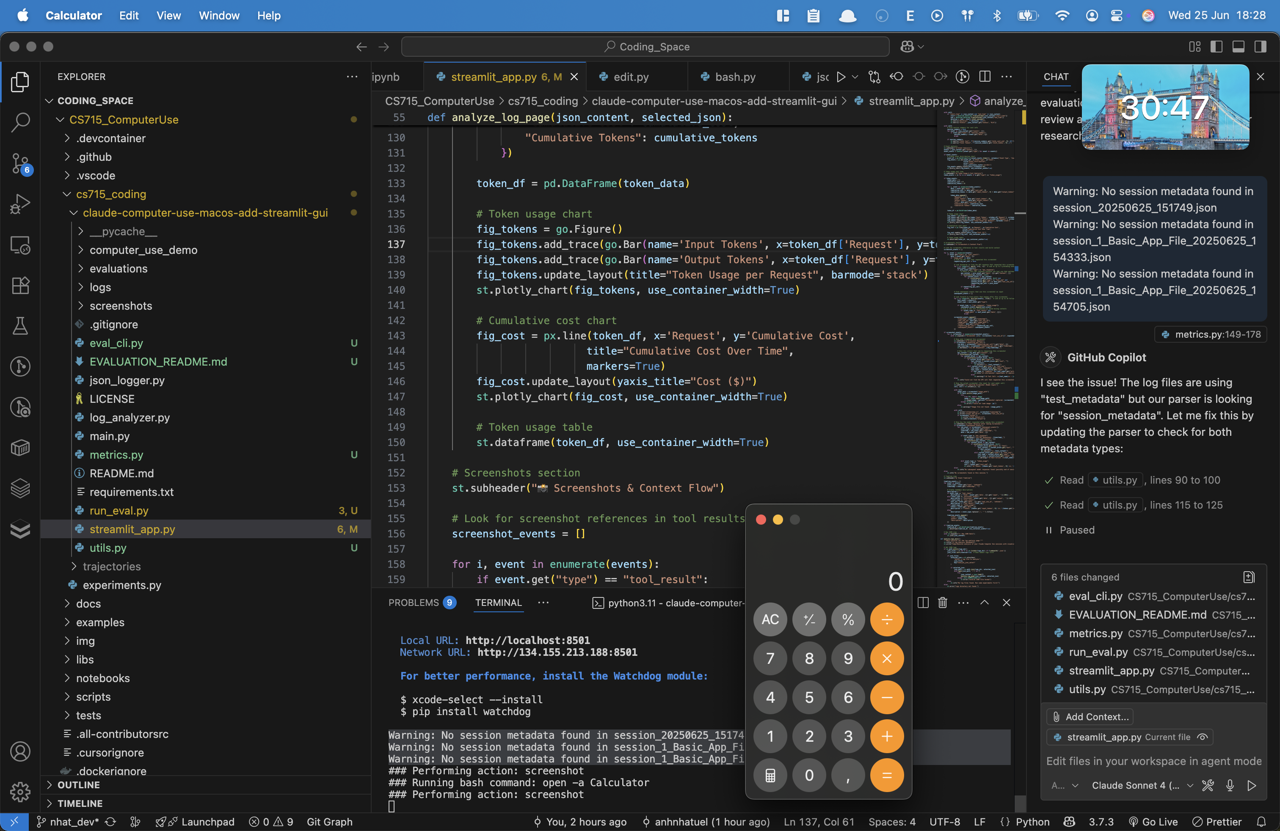 Calculator Edit View Window Help
E
Wed 25 Jun 18:28
Coding_Space
EXPLORER
CODING_SPACE
CS715_ComputerUse
.devcontainer
.github
.vscode
cs715_coding
claude-computer-use-macos-add-streamlit-gui
__pycache__
computer_use_demo
evaluations
logs
screenshots
.gitignore
eval_cli.py U
EVALUATION_README.md U
json_logger.py
LICENSE
log_analyzer.py
main.py
metrics.py U
README.md
requirements.txt
run_eval.py 3, U
streamlit_app.py 6, M
utils.py U
trajectories
experiments.py
docs
examples
img
libs
notebooks
scripts
tests
.all-contributorsrc
.cursorignore
.dockerignore
OUTLINE
TIMELINE
6
ipynb
streamlit_app.py 6, M
edit.py
bash.py
CS715_ComputerUse > cs715_coding > claude-computer-use-macos-add-streamlit-gui > streamlit_app.py > analyze_
55 def analyze_log_page(json_content, selected_json):
130 "Cumulative Tokens": cumulative_tokens
131 })
132
133 token_df = pd.DataFrame(token_data)
134
135 # Token usage chart
136 fig_tokens = go.Figure()
137 fig_tokens.add_trace(go.Bar(name='Input Tokens', x=token_df['Request'], y=to
138 fig_tokens.add_trace(go.Bar(name='Output Tokens', x=token_df['Request'], y=
139 fig_tokens.update_layout(title="Token Usage per Request", barmode='stack')
140 st.plotly_chart(fig_tokens, use_container_width=True)
141
142 # Cumulative cost chart
143 fig_cost = px.line(token_df, x='Request', y='Cumulative Cost',
144 title="Cumulative Cost Over Time",
145 markers=True)
146 fig_cost.update_layout(yaxis_title="Cost ($)")
147 st.plotly_chart(fig_cost, use_container_width=True)
148
149 # Token usage table
150 st.dataframe(token_df, use_container_width=True)
151
152 # Screenshots section
153 st.subheader("📸 Screenshots & Context Flow")
154
155 # Look for screenshot references in tool results
156 screenshot_events = []
157
158 for i, event in enumerate(events):
159 if event.get("type") == "tool_result":
PROBLEMS 9 TERMINAL ··· python3.11 - claude-computer-
Local URL: http://localhost:8501
Network URL: http://134.155.213.188:8501
For better performance, install the Watchdog module:
$ xcode-select --install
$ pip install watchdog
Warning: No session metadata found in session_20250625_15174
Warning: No session metadata found in session_1_Basic_App_Fi
Warning: No session metadata found in session_1_Basic_App_Fi
### Performing action: screenshot
### Running bash command: open -a Calculator
### Performing action: screenshot
0
AC +⁄- % ÷
7 8 9 ×
4 5 6 −
1 2 3 +
0 , =
CHAT
30:47
evaluatio
review a
research
Warning: No session metadata found in
session_20250625_151749.json
Warning: No session metadata found in
session_1_Basic_App_File_20250625_1
54333.json
Warning: No session metadata found in
session_1_Basic_App_File_20250625_1
54705.json
metrics.py:149-178
GitHub Copilot
I see the issue! The log files are using
"test_metadata" but our parser is looking
for "session_metadata". Let me fix this by
updating the parser to check for both
metadata types:
Read utils.py , lines 90 to 100
Read utils.py , lines 115 to 125
Paused
6 files changed
eval_cli.py CS715_ComputerUse/cs7...
EVALUATION_README.md CS715_...
metrics.py CS715_ComputerUse/cs7...
run_eval.py CS715_ComputerUse/cs...
streamlit_app.py CS715_Computer...
utils.py CS715_ComputerUse/cs715_...
Add Context...
streamlit_app.py Current file
Edit files in your workspace in agent mode
A... Claude Sonnet 4 (...
nhat_dev* Launchpad 0 9 Git Graph You, 2 hours ago anhnhatuel (1 hour ago) Ln 137, Col 61 Spaces: 4 UTF-8 LF {} Python 3.7.3 Go Live Prettier